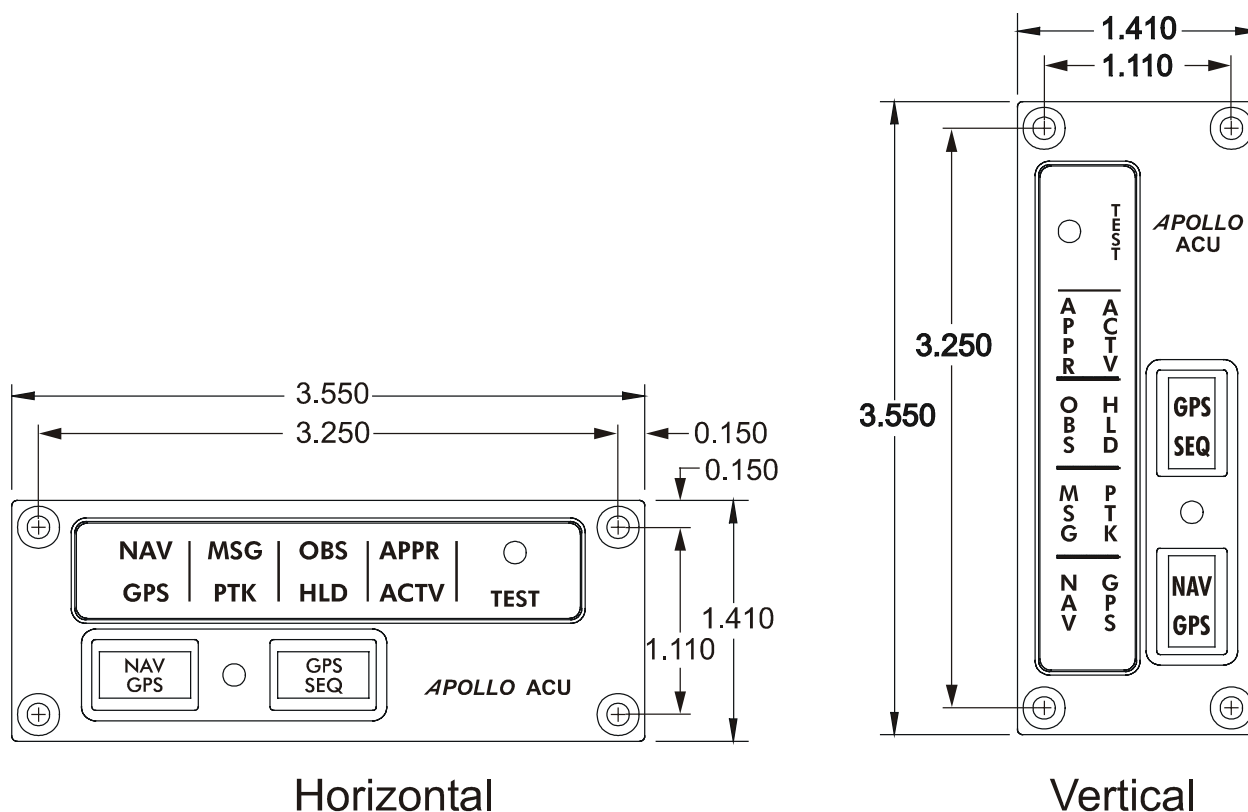 3.550
3.250
0.150
0.150
NAV MSG OBS APPR
GPS PTK HLD ACTV TEST
1.410
1.110
NAV
GPS
GPS
SEQ
APOLLO ACU
Horizontal
1.410
1.110
3.250
3.550
TEST
APOLLO
ACU
APPR ACTV
OBS HLD
MSG PTK
NAV GPS
GPS
SEQ
NAV
GPS
Vertical